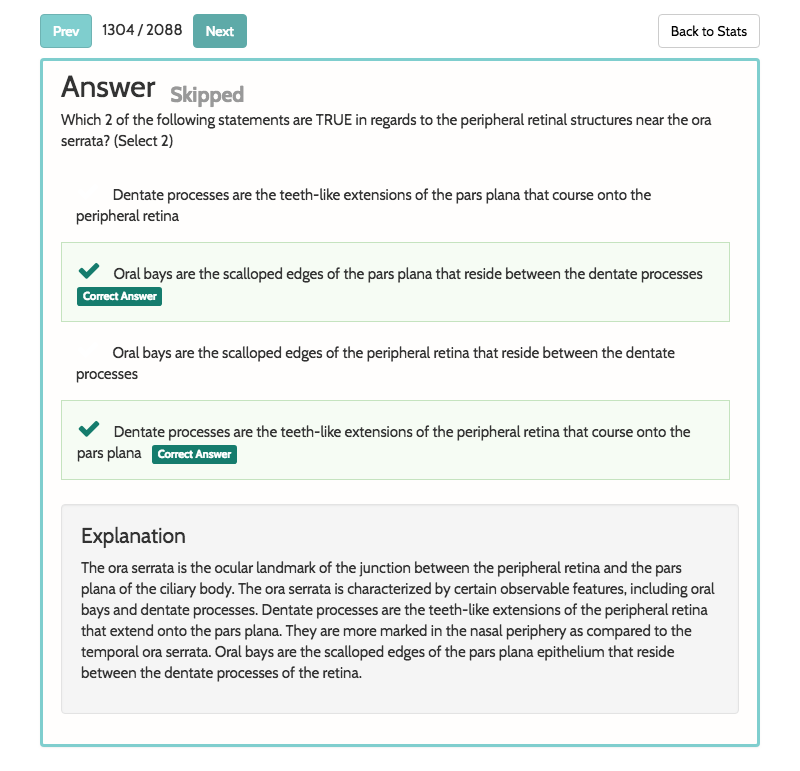 Prev 1304 / 2088 Next Back to Stats
Answer Skipped
Which 2 of the following statements are TRUE in regards to the peripheral retinal structures near the ora
serrata? (Select 2)
Dentate processes are the teeth-like extensions of the pars plana that course onto the
peripheral retina
Oral bays are the scalloped edges of the pars plana that reside between the dentate processes
Correct Answer
Oral bays are the scalloped edges of the peripheral retina that reside between the dentate
processes
Dentate processes are the teeth-like extensions of the peripheral retina that course onto the
pars plana Correct Answer
Explanation
The ora serrata is the ocular landmark of the junction between the peripheral retina and the pars
plana of the ciliary body. The ora serrata is characterized by certain observable features, including oral
bays and dentate processes. Dentate processes are the teeth-like extensions of the peripheral retina
that extend onto the pars plana. They are more marked in the nasal periphery as compared to the
temporal ora serrata. Oral bays are the scalloped edges of the pars plana epithelium that reside
between the dentate processes of the retina.